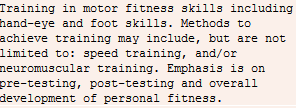 Training in motor fitness skills including
hand-eye and foot skills. Methods to
achieve training may include, but are not
limited to: speed training, and/or
neuromuscular training. Emphasis is on
pre-testing, post-testing and overall
development of personal fitness.